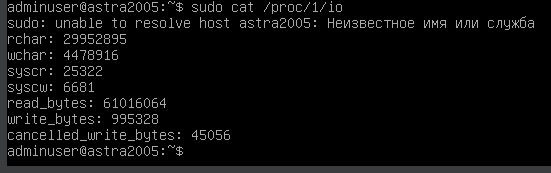 adminuser@astra2005:~$ sudo cat /proc/1/io
sudo: unable to resolve host astra2005: Неизвестное имя или служба
rchar: 29952895
wchar: 4478916
syscr: 25322
syscw: 6681
read_bytes: 61016064
write_bytes: 995328
cancelled_write_bytes: 45056
adminuser@astra2005:~$